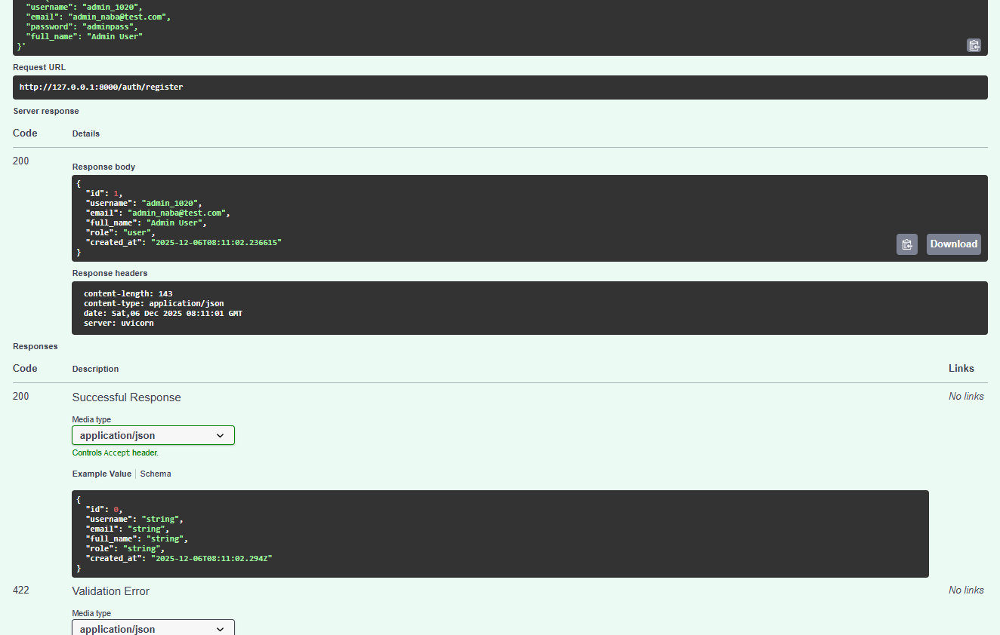 "username": "admin_1020",
"email": "admin_naba@test.com",
"password": "adminpass",
"full_name": "Admin User"
}'
Request URL
http://127.0.0.1:8000/auth/register
Server response
Code Details
200
Response body
{
"id": 1,
"username": "admin_1020",
"email": "admin_naba@test.com",
"full_name": "Admin User",
"role": "user",
"created_at": "2025-12-06T08:11:02.236615"
}
Download
Response headers
content-length: 143
content-type: application/json
date: Sat,06 Dec 2025 08:11:01 GMT
server: uvicorn
Responses
Code Description Links
200 Successful Response No links
Media type
application/json
Controls Accept header.
Example Value Schema
{
"id": 0,
"username": "string",
"email": "string",
"full_name": "string",
"role": "string",
"created_at": "2025-12-06T08:11:02.294Z"
}
422 Validation Error No links
Media type
application/json